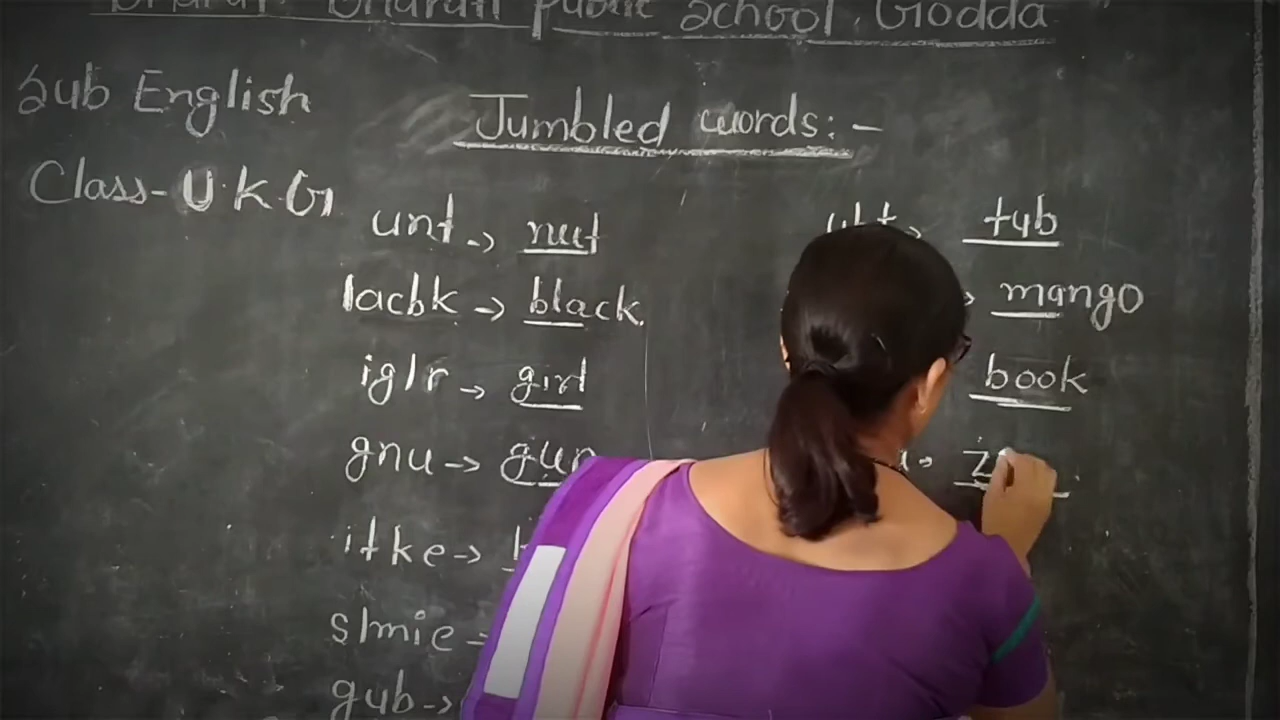 Bharati Public School, Godda
Sub English
Jumbled words:-
Class- U.K.G
unt -> nut
lacbk -> black.
iglr -> girl
gnu -> gun
itke ->
slmie
gub ->
tub
mango
book